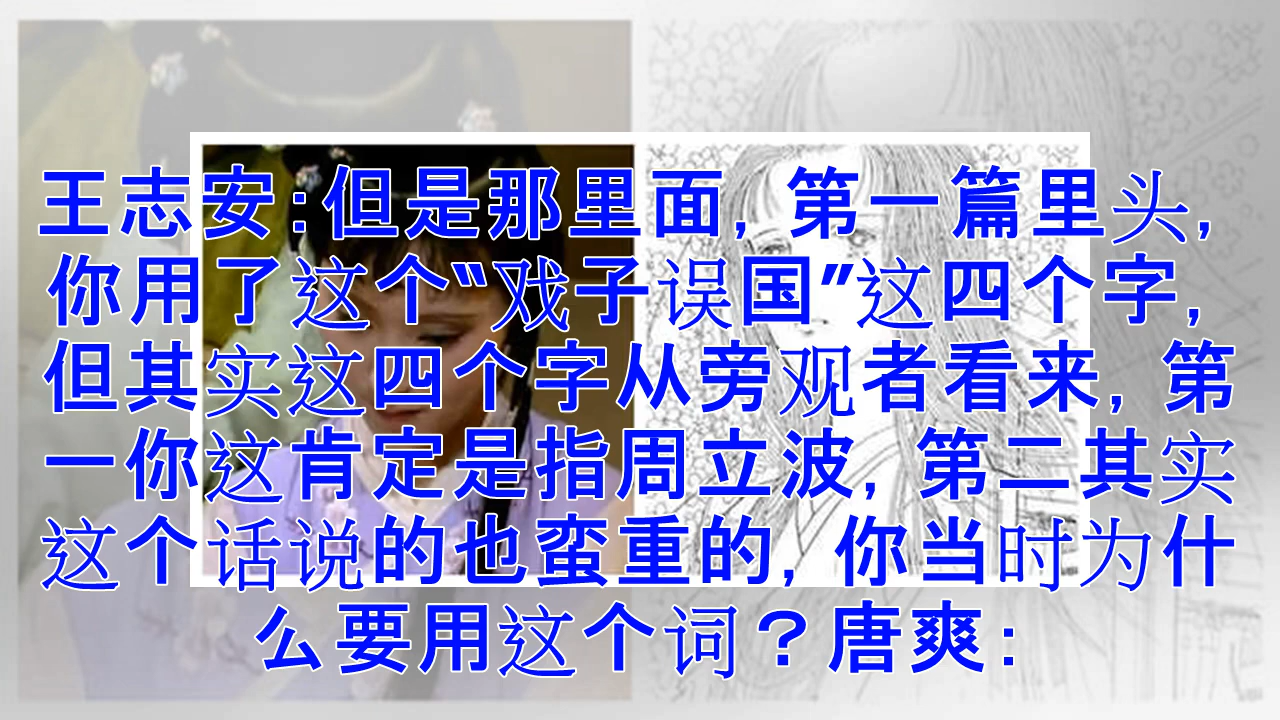 王志安:但是那里面,第一篇里头,
你用了这个“戏子误国”这四个字,
但其实这四个字从旁观者看来,第
一你这肯定是指周立波,第二其实
这个话说的也蛮重的,你当时为什
么要用这个词？唐爽: